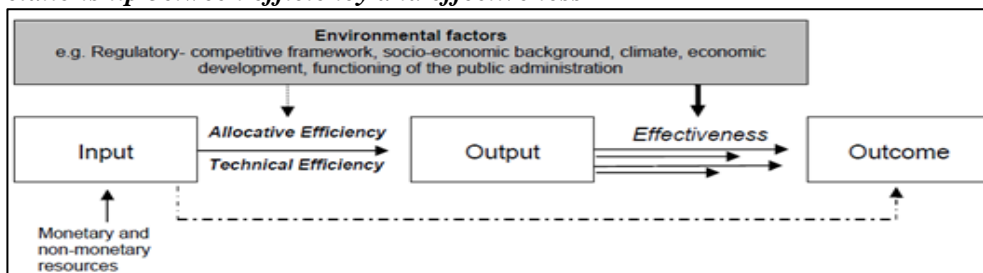 Environmental factors
e.g. Regulatory- competitive framework, socio-economic background, climate, economic
development, functioning of the public administration
Allocative Efficiency
Effectiveness
Input
Output
Outcome
Technical Efficiency
Monetary and
non-monetary
resources